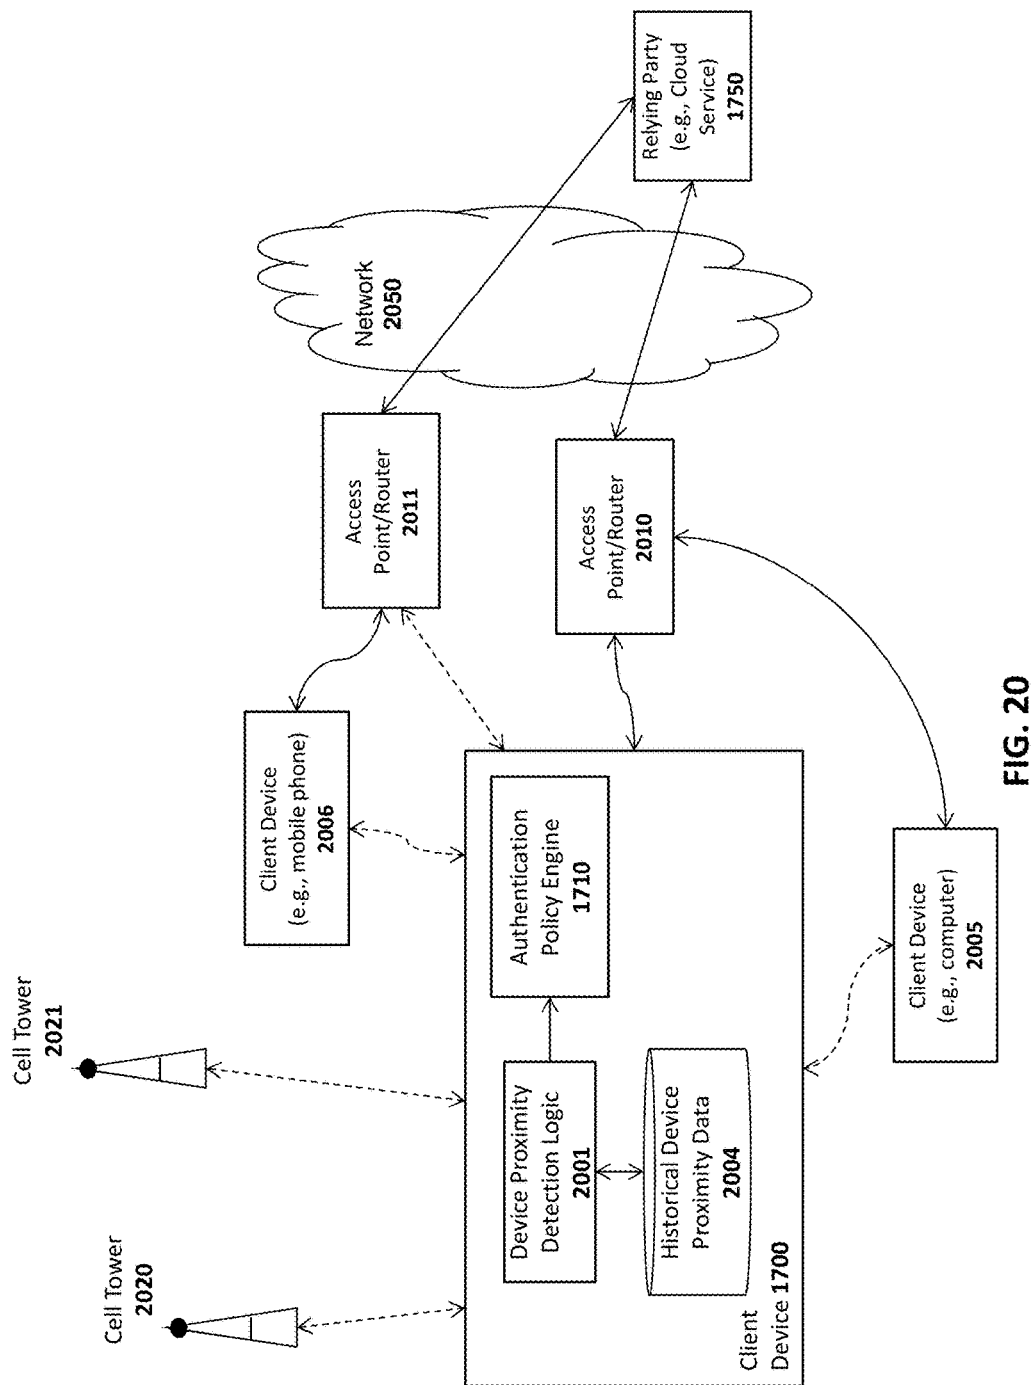 Cell Tower
2020
Cell Tower
2021
Client Device
(e.g., mobile phone)
2006
Access
Point/Router
2011
Network
2050
Relying Party
(e.g., Cloud
Service)
1750
Device Proximity
Detection Logic
2001
Authentication
Policy Engine
1710
Historical Device
Proximity Data
2004
Client
Device 1700
Access
Point/Router
2010
Client Device
(e.g., computer)
2005
FIG. 20